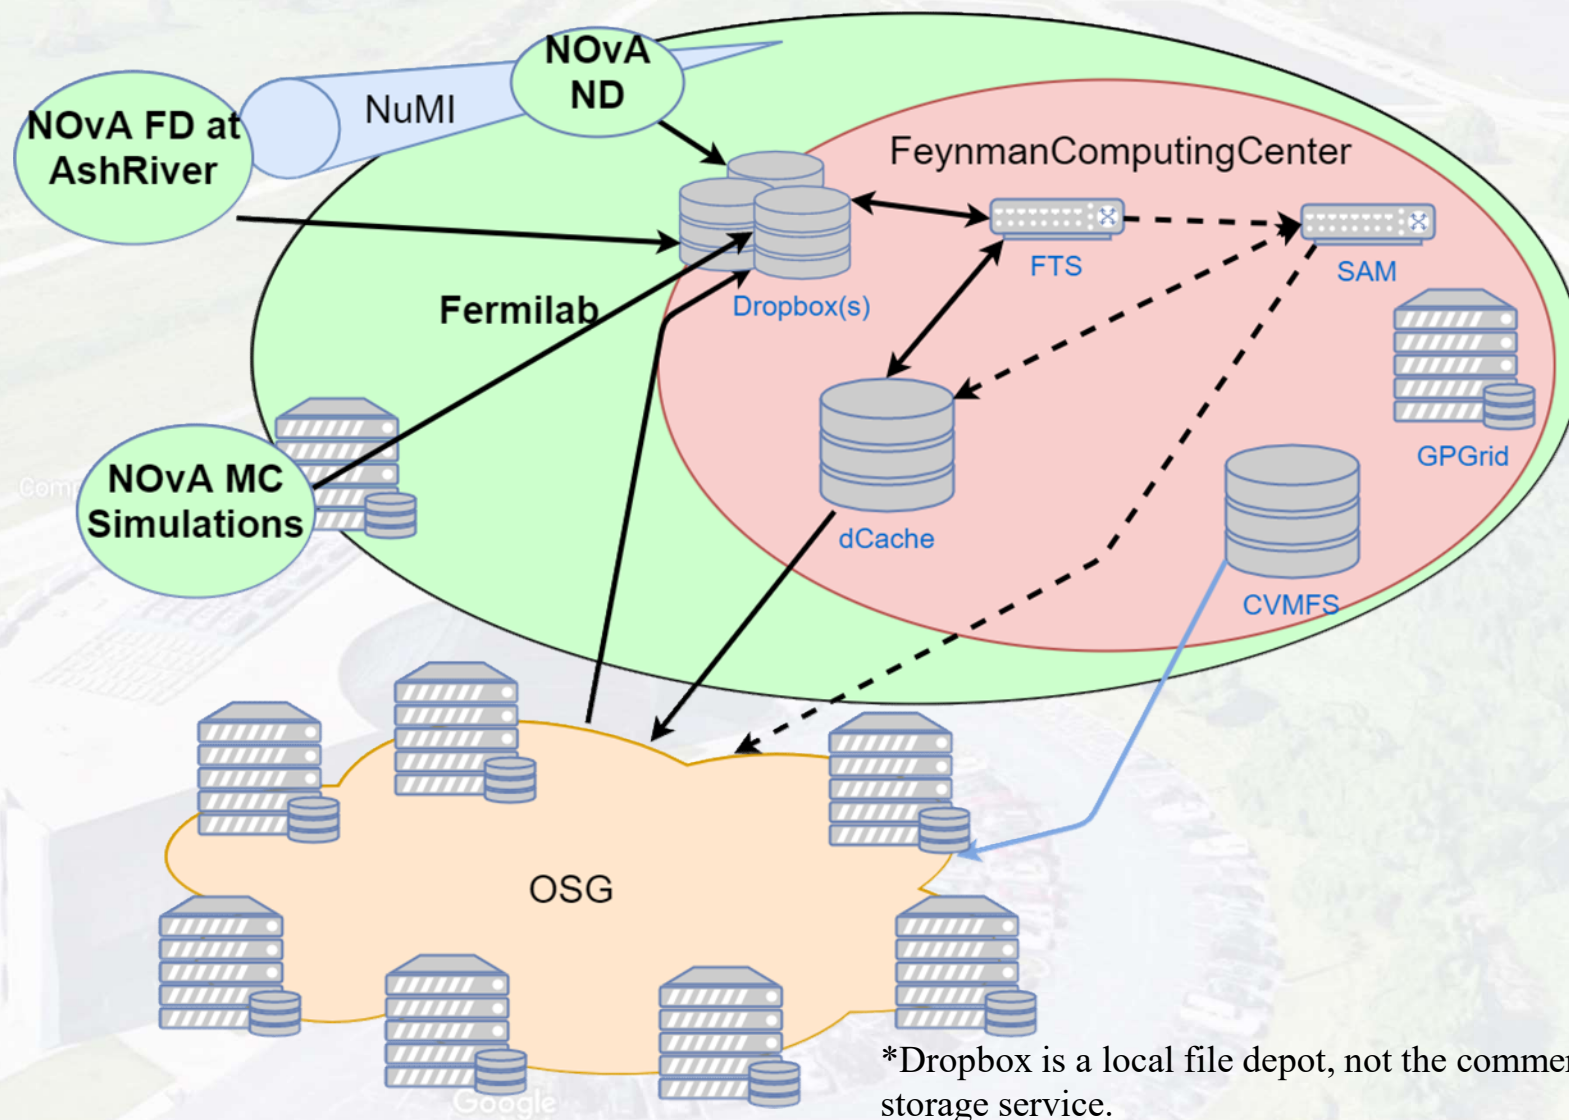 NOvA
ND
NuMI
NOvA FD at
AshRiver
FeynmanComputingCenter
FTS
SAM
Dropbox(s)
Fermilab
GPGrid
NOvA MC
Simulations
dCache
CVMFS
OSG
*Dropbox is a local file depot, not the
storage service.
Google